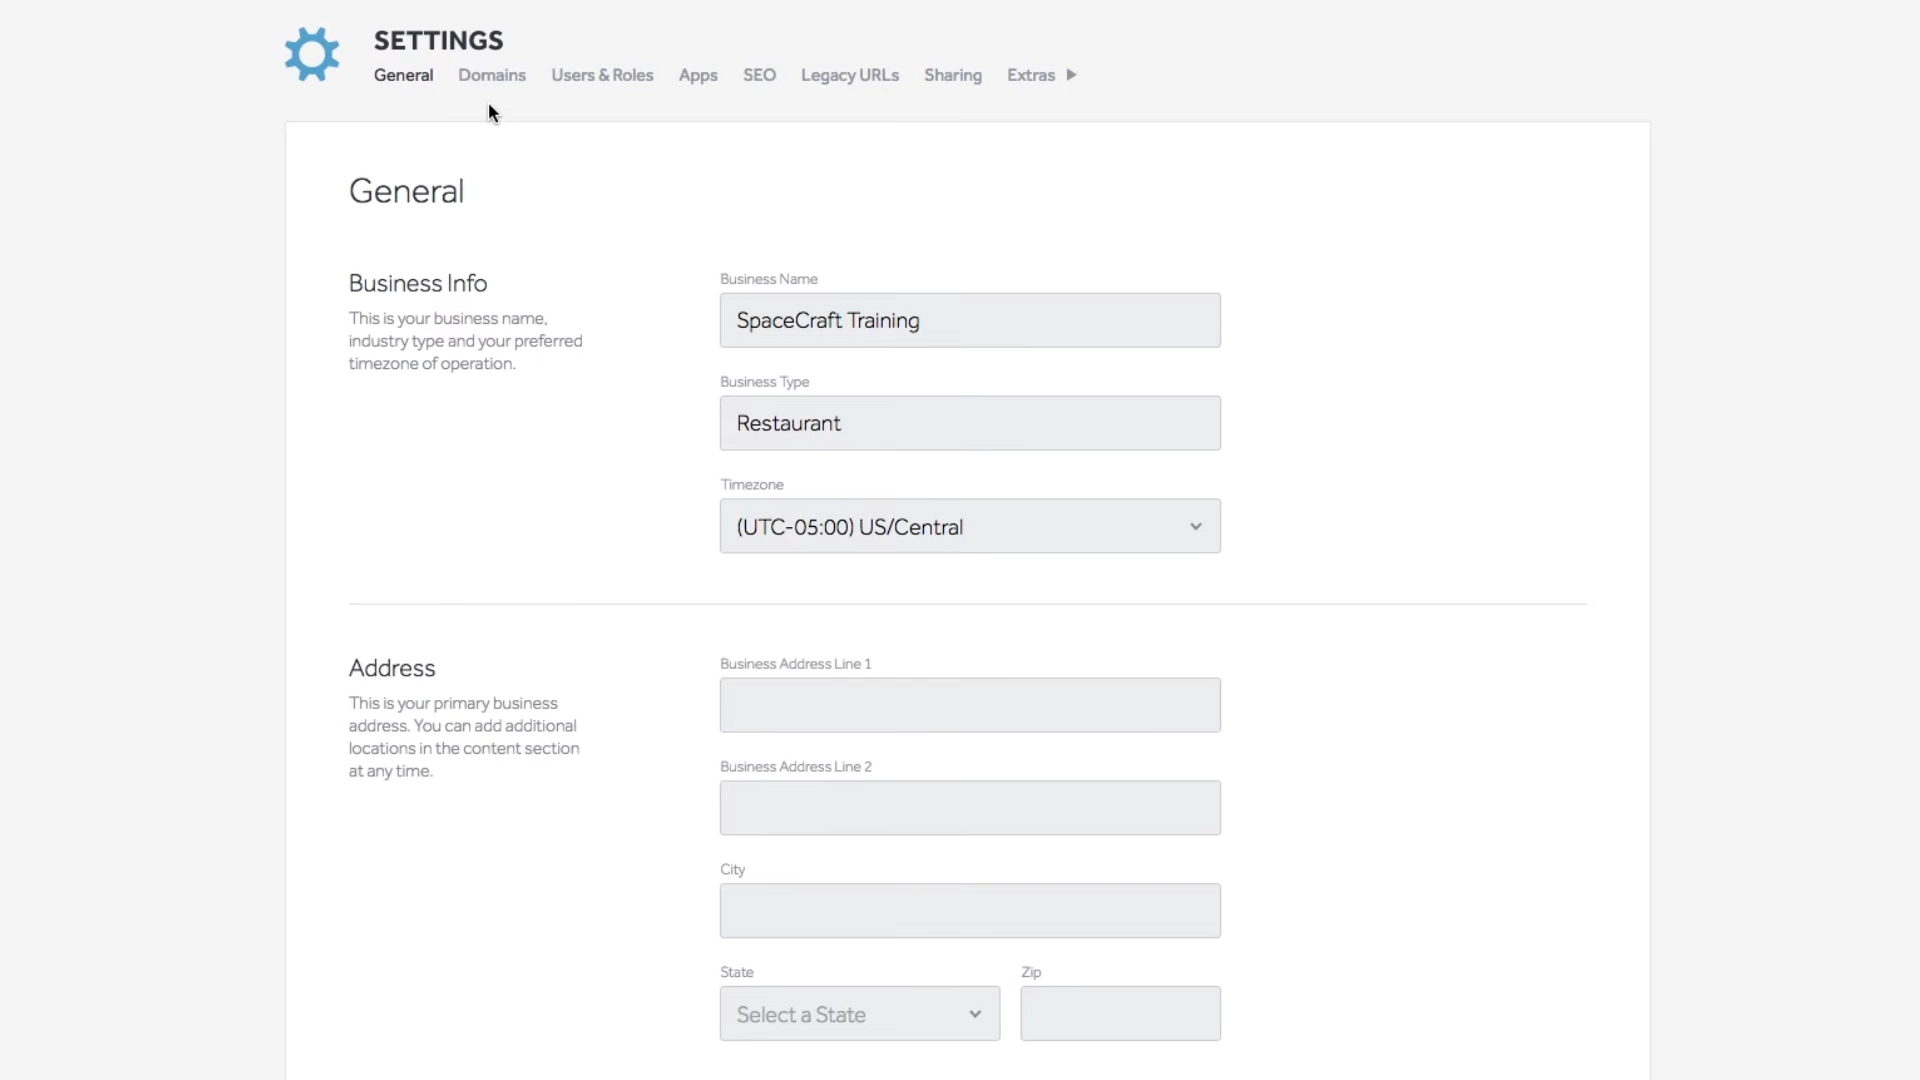 SETTINGS
General Domains Users & Roles Apps SEO Legacy URLs Sharing Extras
General
Business Info
This is your business name,
industry type and your preferred
timezone of operation.
Business Name
SpaceCraft Training
Business Type
Restaurant
Timezone
(UTC-05:00) US/Central
Address
This is your primary business
address. You can add additional
locations in the content section
at any time.
Business Address Line 1
Business Address Line 2
City
State Zip
Select a State